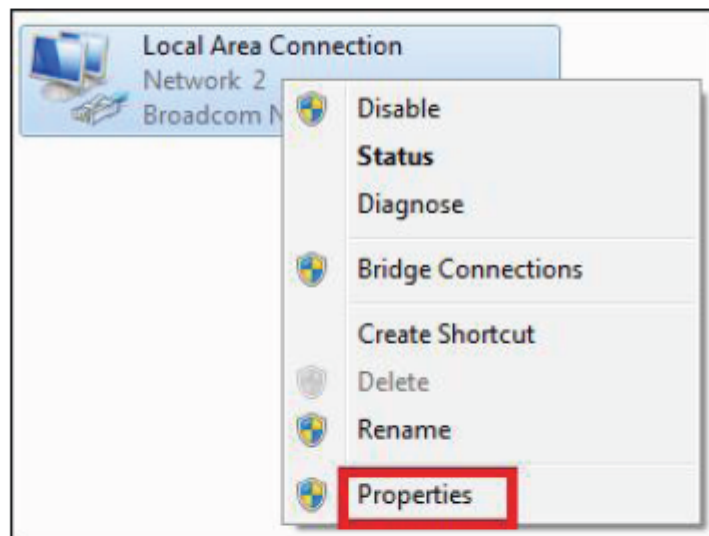 Local Area Connection
Network 2
Broadcom
Disable
Status
Diagnose
Bridge Connections
Create Shortcut
Delete
Rename
Properties